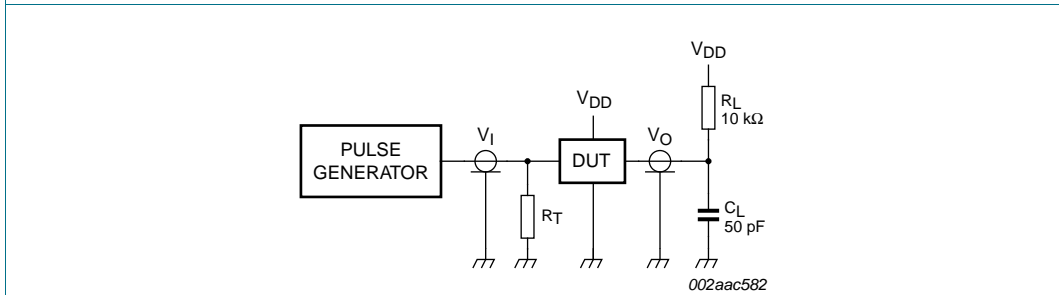 VDD
RL
10 kΩ
VDD
VI
VO
PULSE
GENERATOR
DUT
RT
CL
50 pF
002aac582